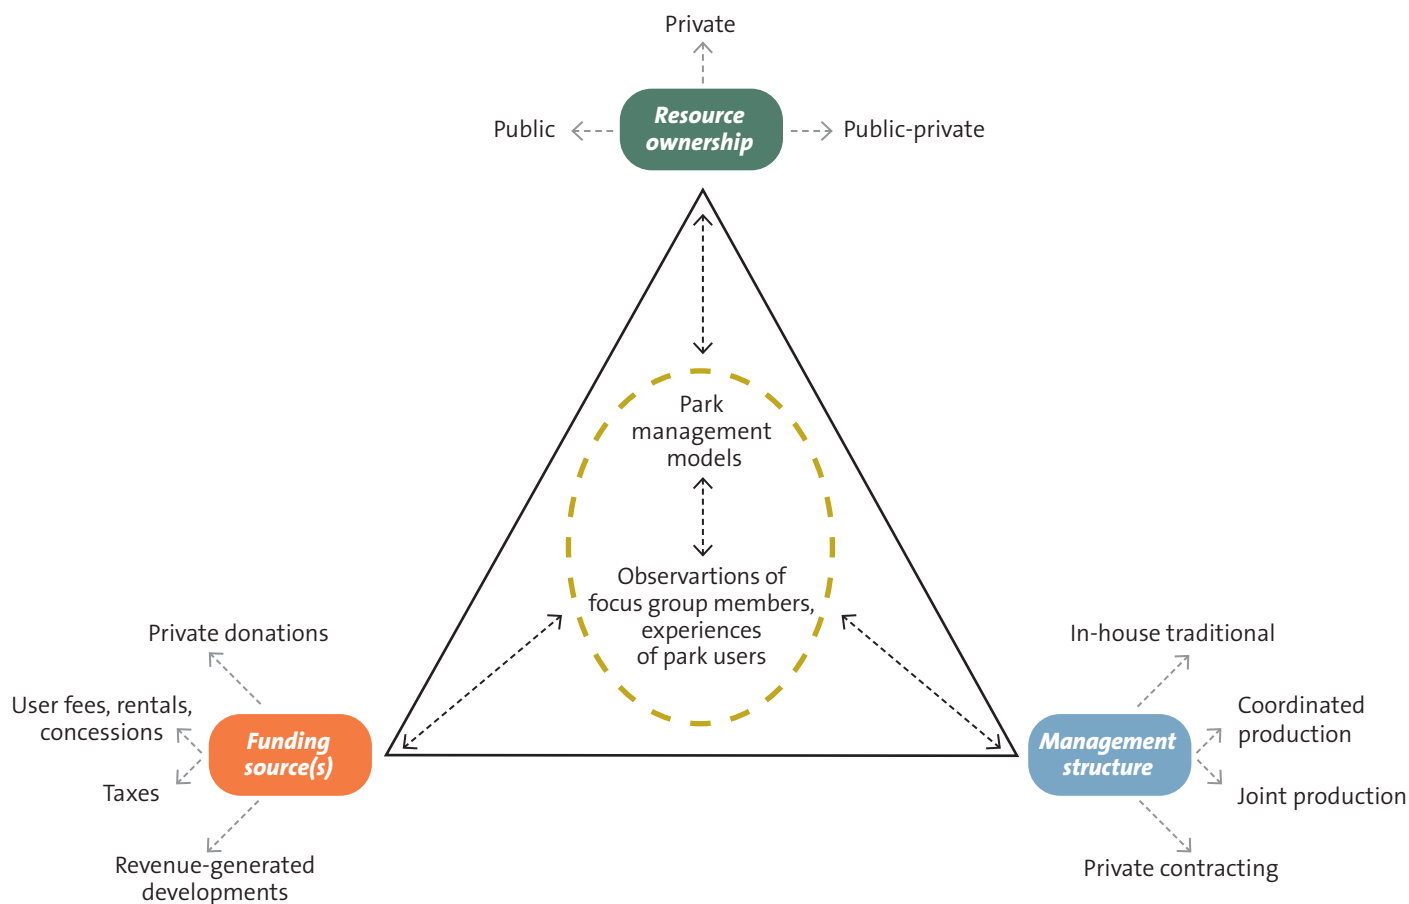 Private
Resource
ownership
Public
Public-private
Park
management
models
Observartions of
focus group members,
experiences
of park users
Private donations
User fees, rentals,
concessions
Funding
source(s)
Taxes
Revenue-generated
developments
In-house traditional
Coordinated
production
Management
structure
Joint production
Private contracting